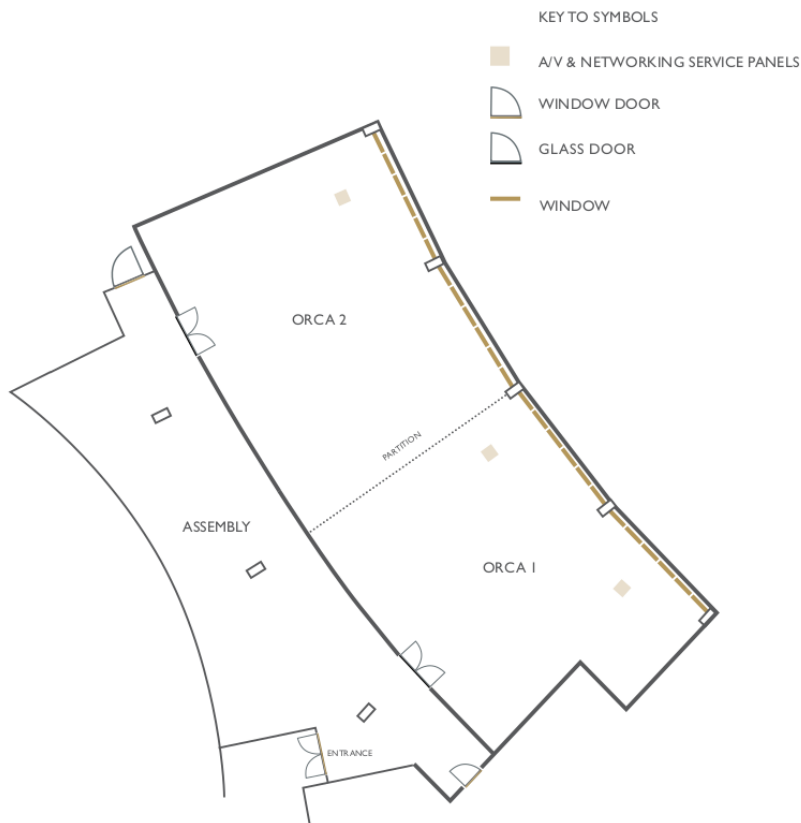 KEY TO SYMBOLS
A/V & NETWORKING SERVICE PANELS
WINDOW DOOR
GLASS DOOR
WINDOW
ORCA 2
PARTITION
ASSEMBLY
ORCA 1
ENTRANCE